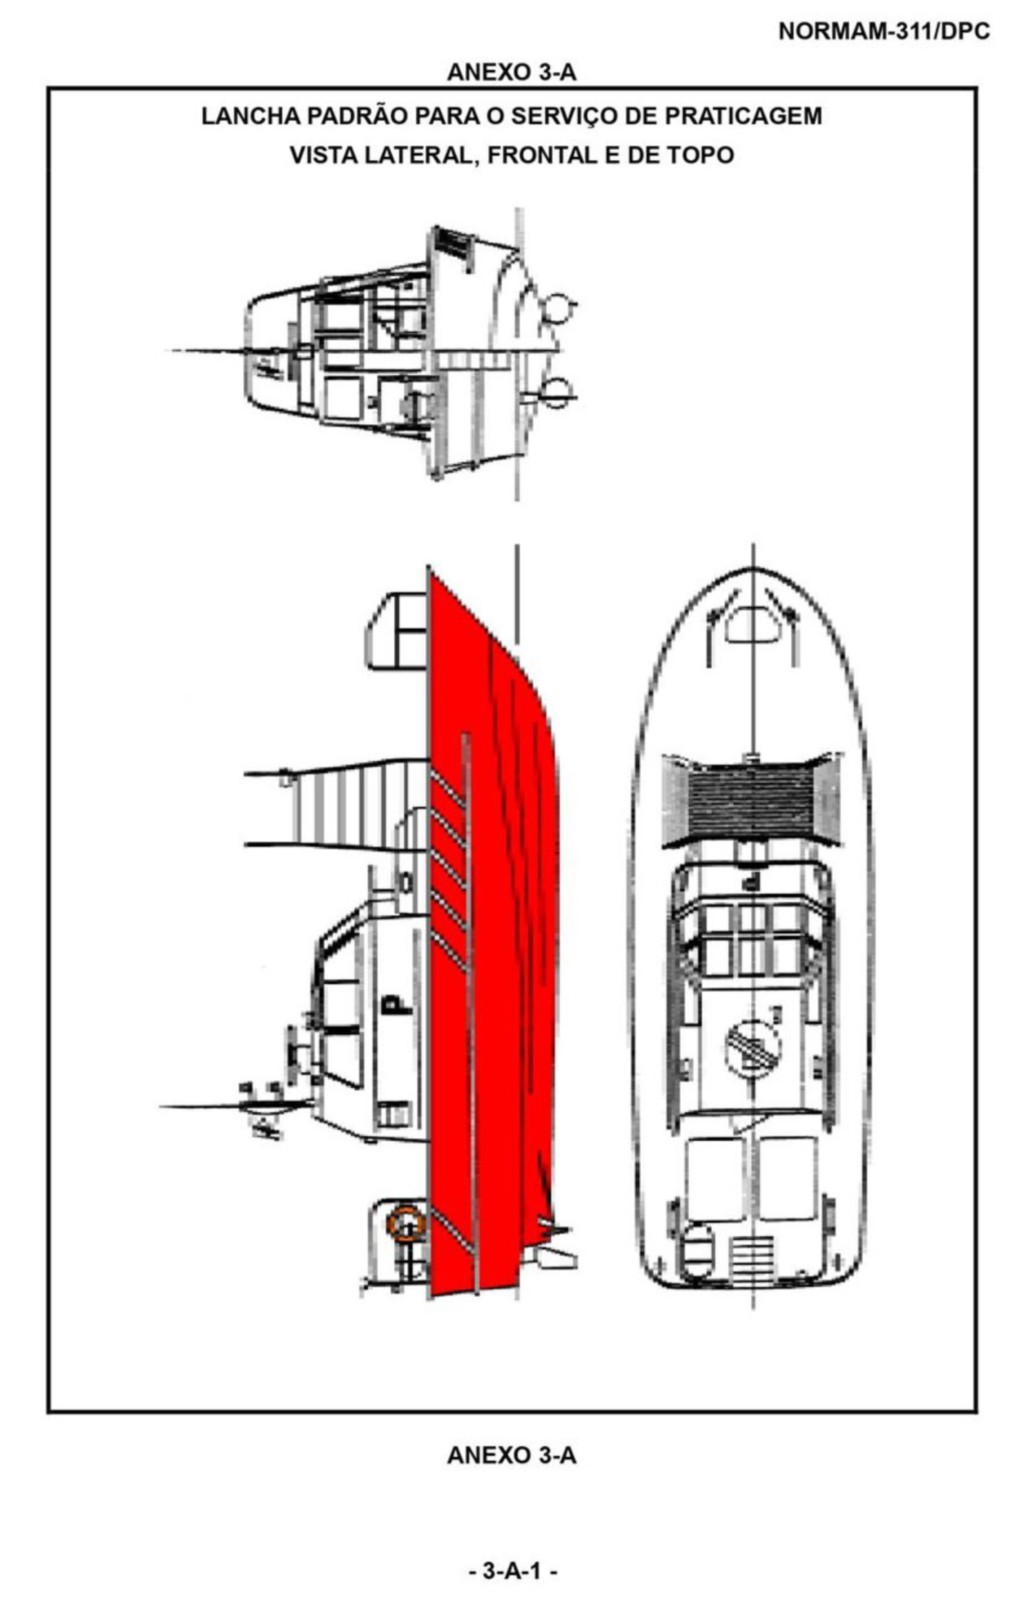 NORMAM-311/DPC
ANEXO 3-A
LANCHA PADRÃO PARA O SERVIÇO DE PRATICAGEM
VISTA LATERAL, FRONTAL E DE TOPO
P
P
ANEXO 3-A
- 3-A-1 -